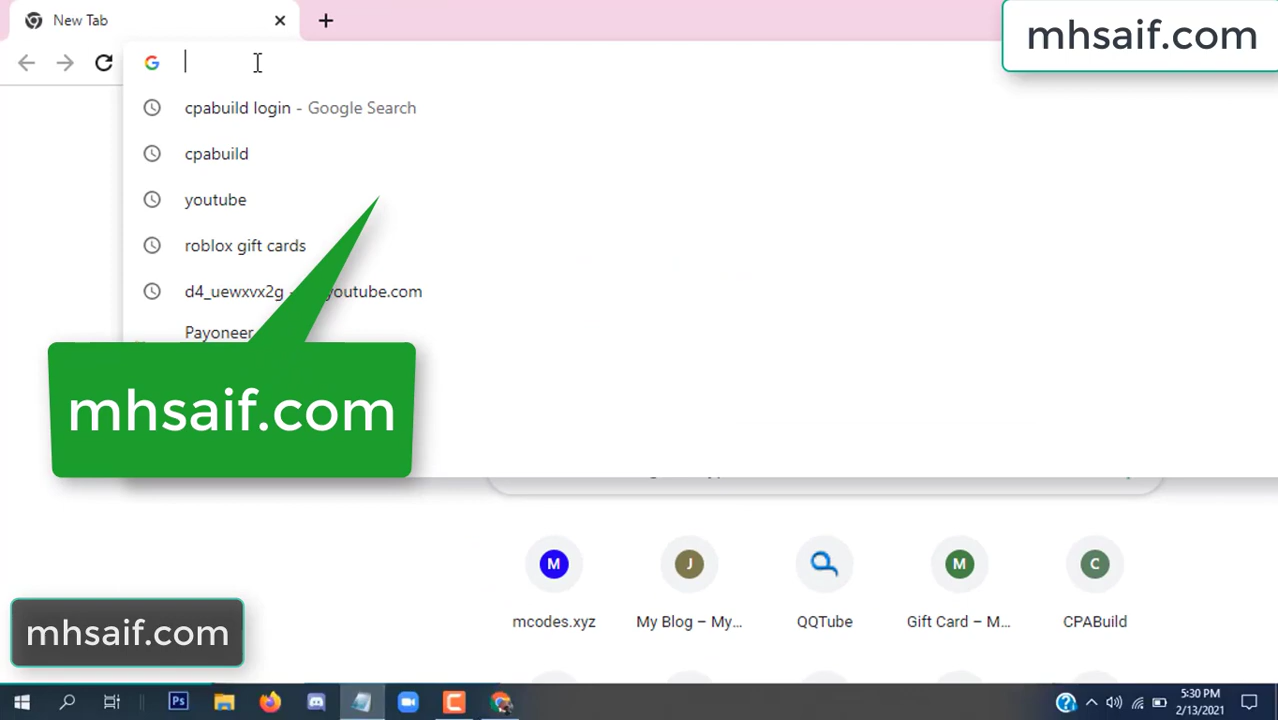 New Tab
mhsaif.com
cpabuild login - Google Search
cpabuild
youtube
roblox gift cards
d4_uewxvx2g - youtube.com
Payoneer
mhsaif.com
M
J
M
C
mcodes.xyz
My Blog – My...
QQTube
Gift Card – M...
CPABuild
mhsaif.com
Ps
5:30 PM
2/13/2021